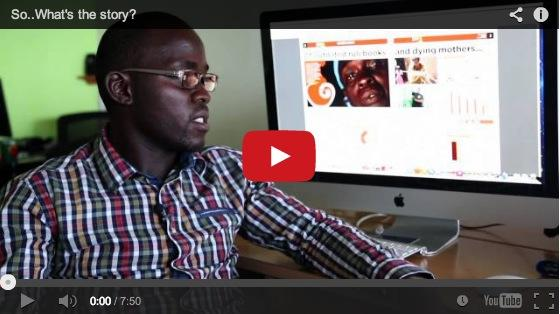 So..What's the story?
and dying mothers...
0:00 / 7:50
YouTube